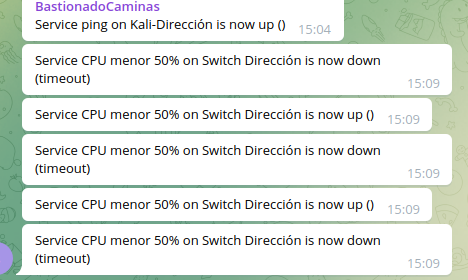 BastionadoCaminas
Service ping on Kali-Dirección is now up ()
15:04
Service CPU menor 50% on Switch Dirección is now down
(timeout)
15:09
Service CPU menor 50% on Switch Dirección is now up ()
15:09
Service CPU menor 50% on Switch Dirección is now down
(timeout)
15:09
Service CPU menor 50% on Switch Dirección is now up ()
15:09
Service CPU menor 50% on Switch Dirección is now down
(timeout)
15:09